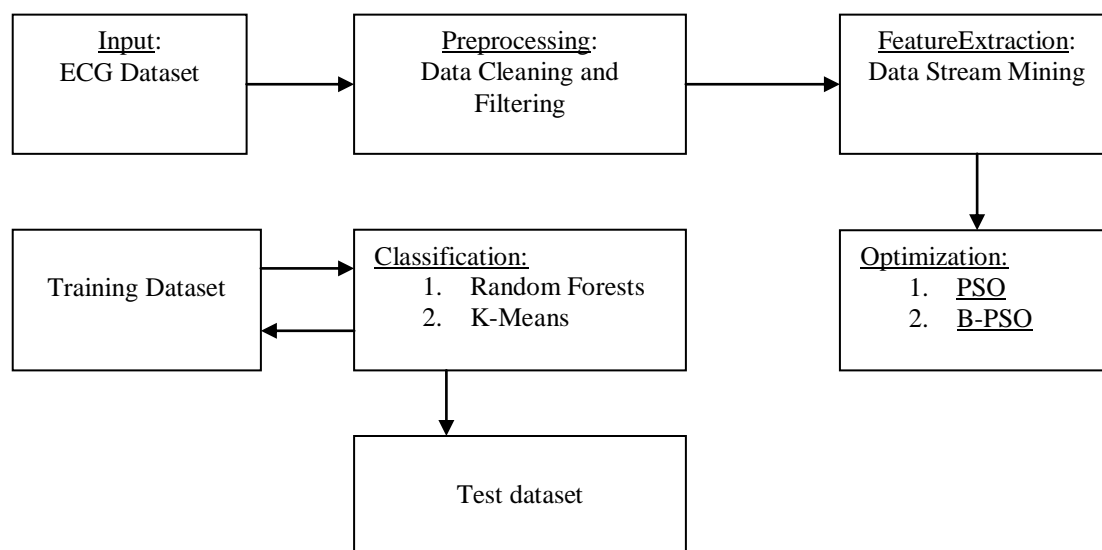 Input:
ECG Dataset
Preprocessing:
Data Cleaning and
Filtering
FeatureExtraction:
Data Stream Mining
Training Dataset
Classification:
1. Random Forests
2. K-Means
Optimization:
1. PSO
2. B-PSO
Test dataset